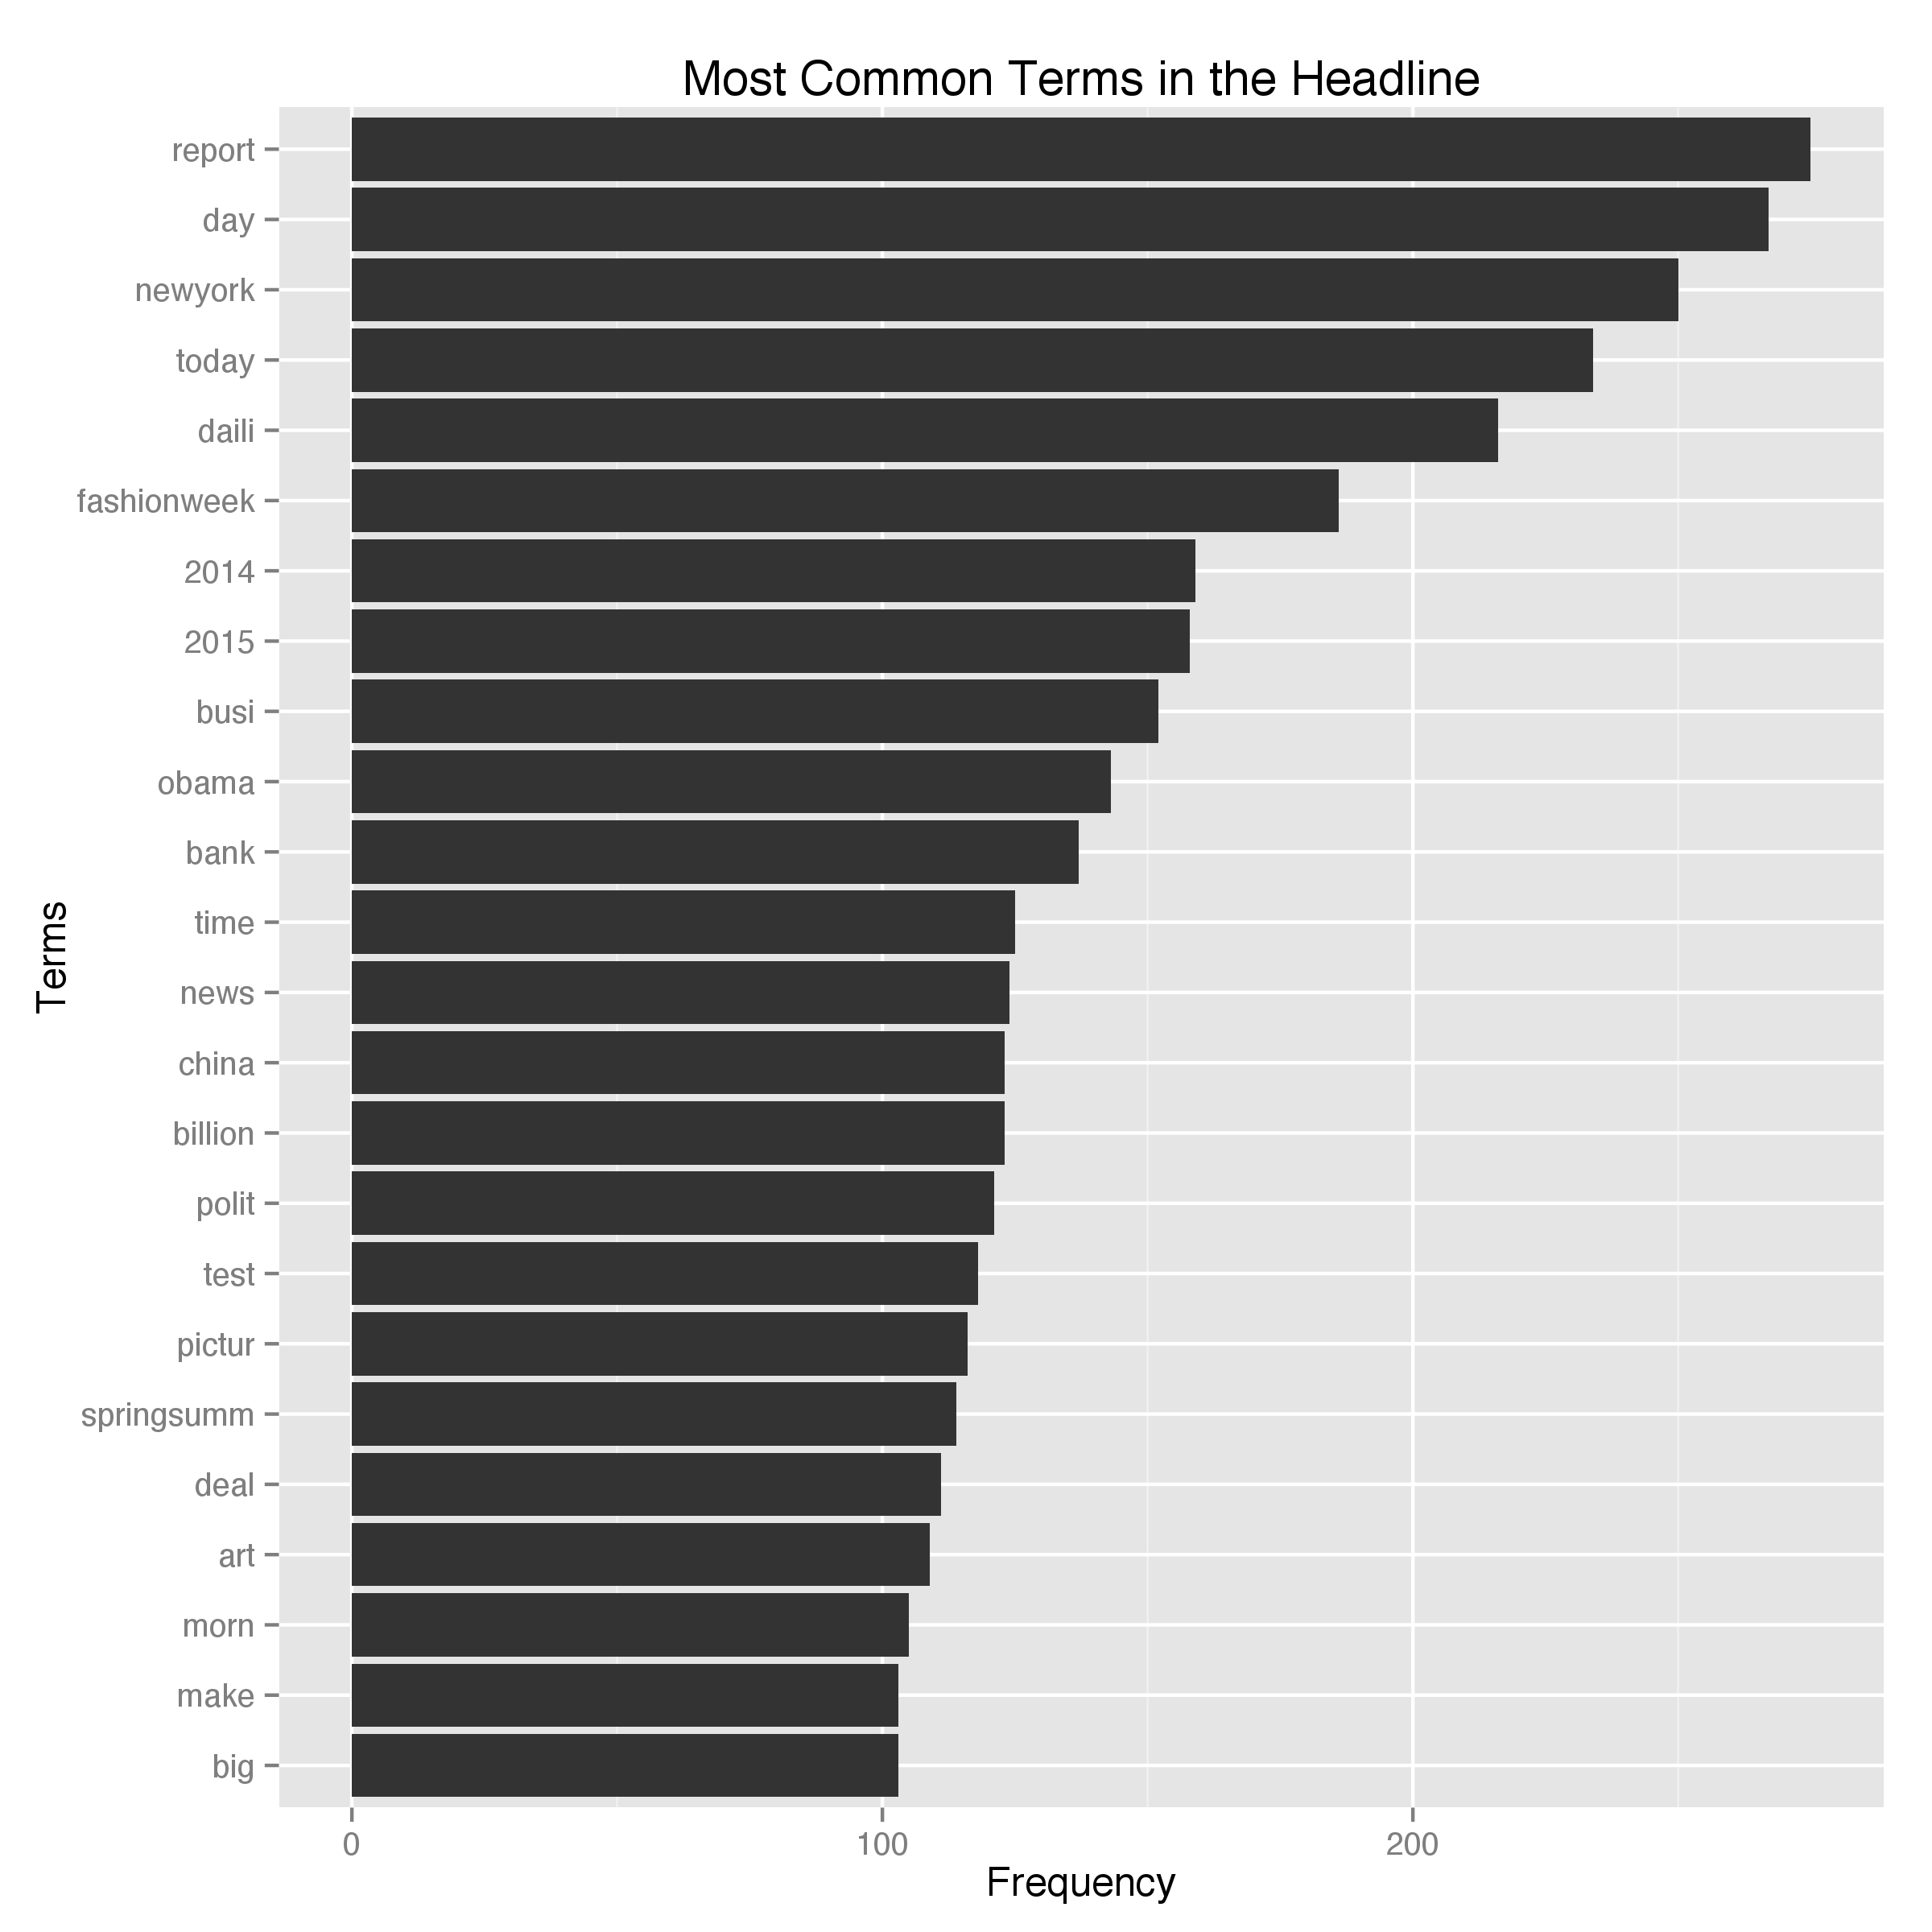 Most Common Terms in the Headline
report
day
newyork
today
daili
fashionweek
2014
2015
busi
obama
bank
time
news
china
billion
polit
test
pictur
springsumm
deal
art
morn
make
big
Terms
0 100 200
Frequency